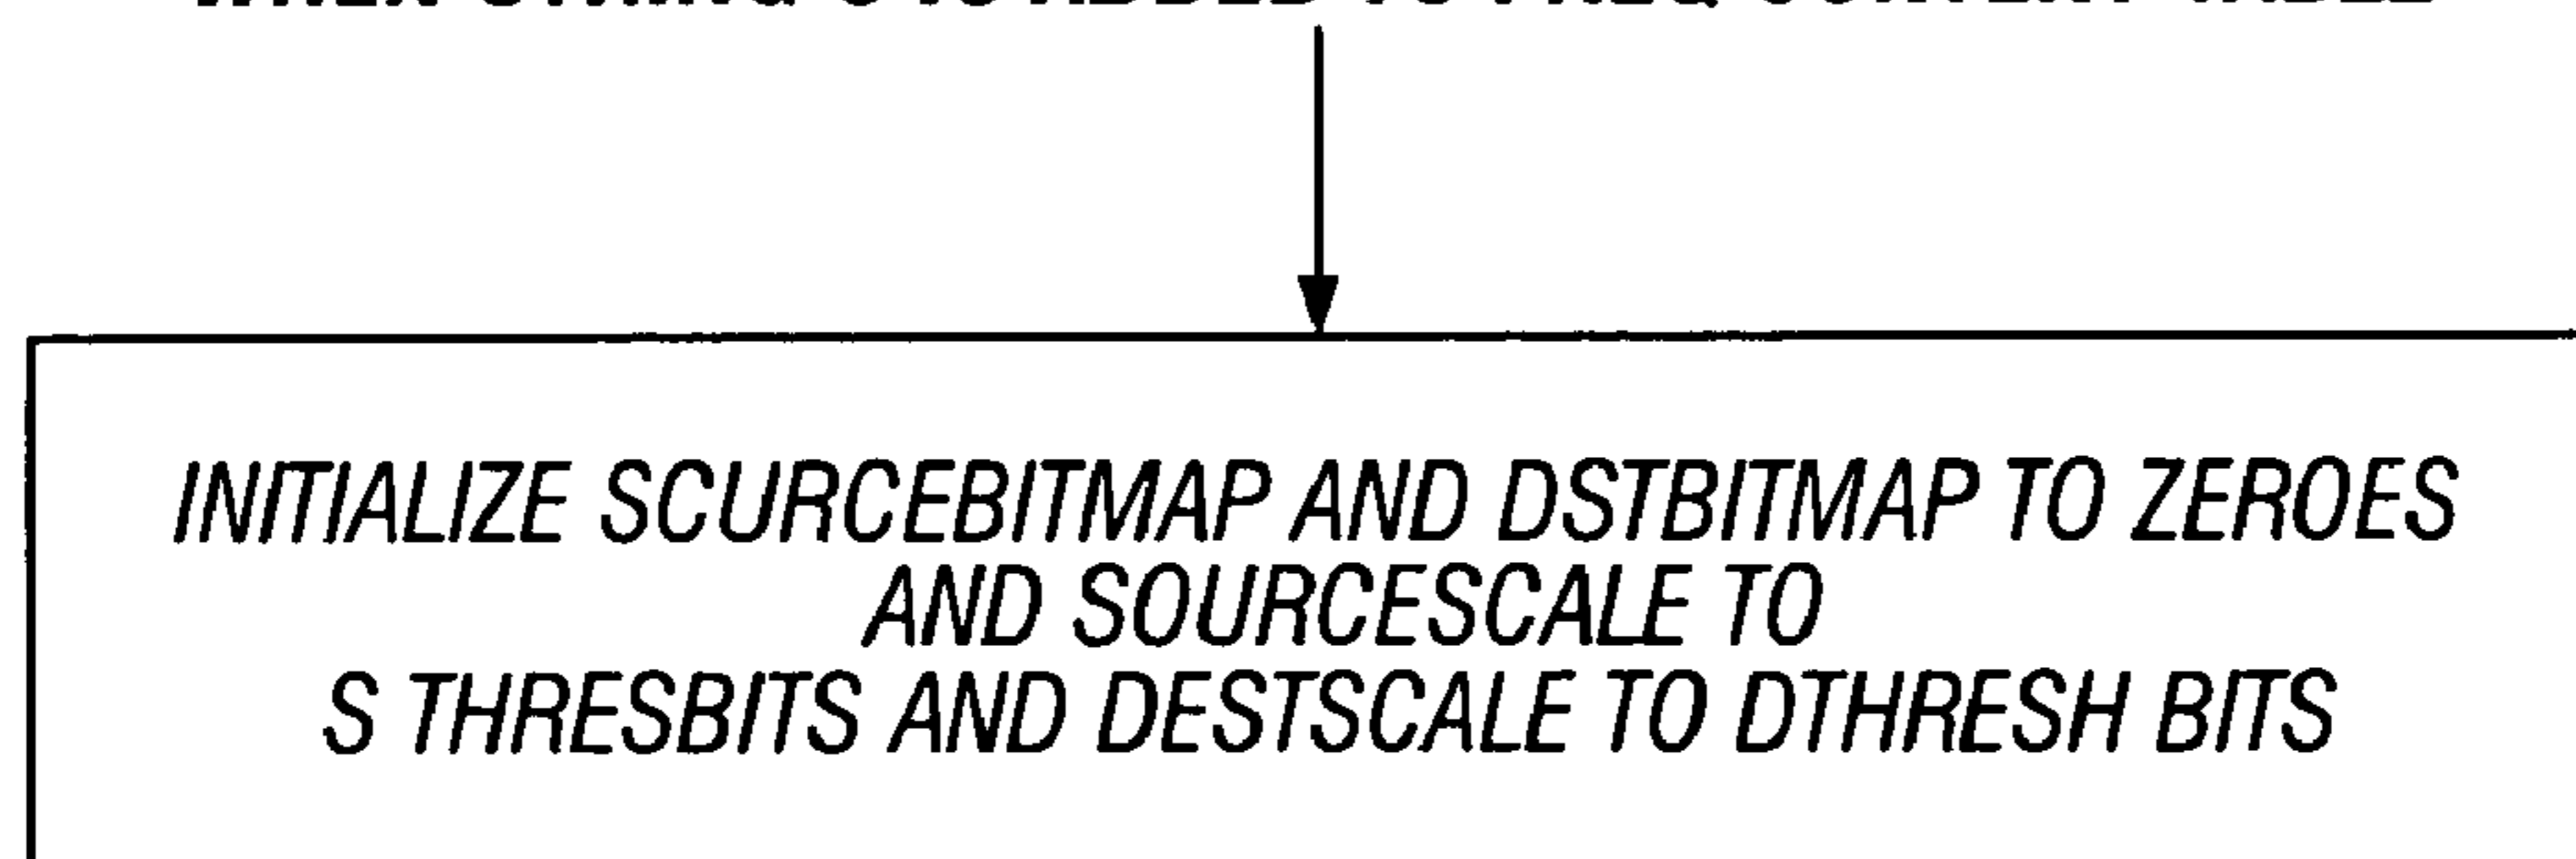 INITIALIZE SCURCEBITMAP AND DSTBITMAP TO ZEROES
AND SOURCESCALE TO
S THRESBITS AND DESTSCALE TO DTHRESH BITS